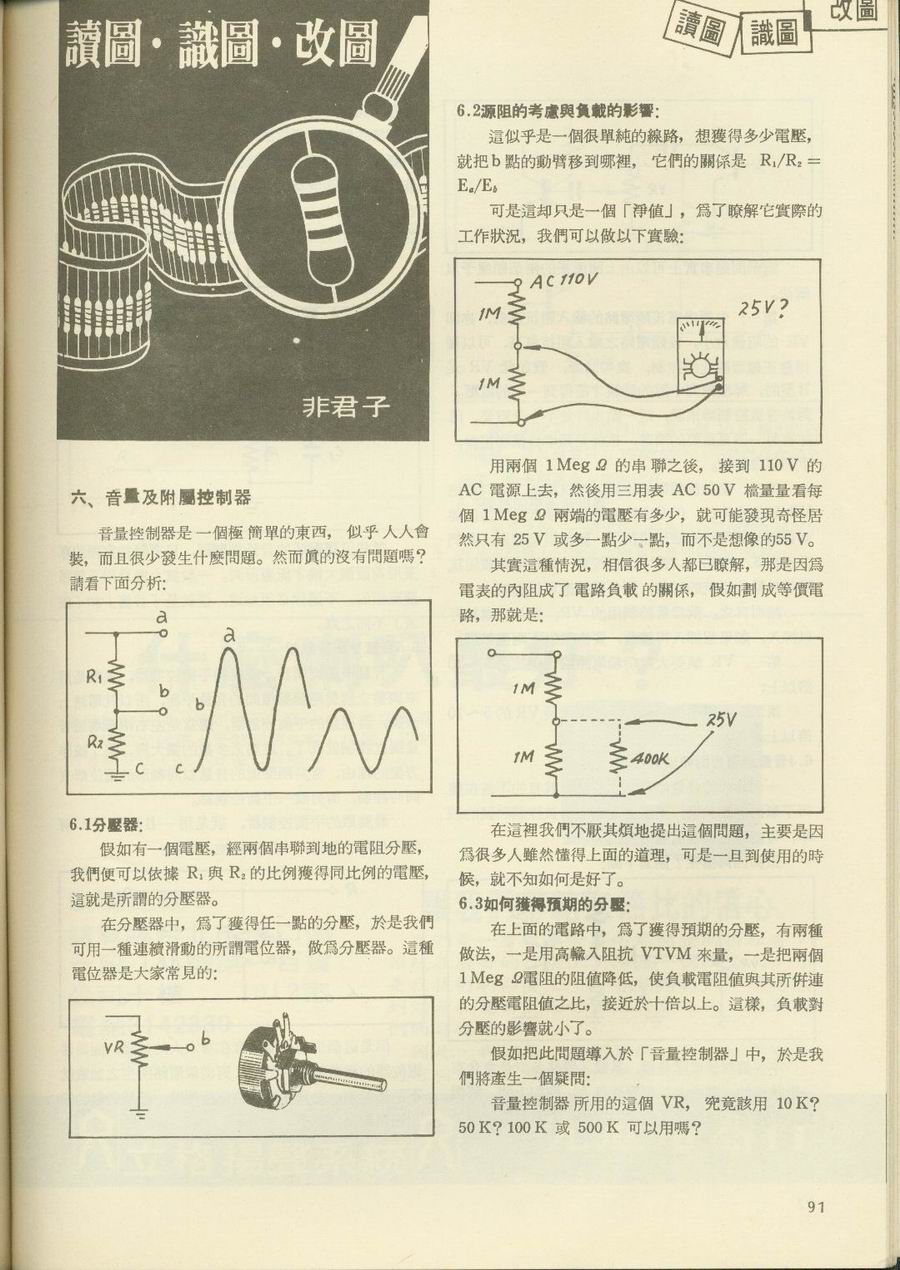 讀圖·識圖·改圖
非君子
六、音量及附屬控制器
音量控制器是一個極簡單的東西，似乎人人會
裝，而且很少發生什麼問題。然而眞的沒有問題嗎？
請看下面分析：
a
R₁
b
R₂
C
a
b
c
6.1分壓器：
假如有一個電壓，經兩個串聯到地的電阻分壓，
我們便可以依據 R₁ 與 R₂ 的比例獲得同比例的電壓，
這就是所謂的分壓器。
在分壓器中，爲了獲得任一點的分壓，於是我們
可用一種連續滑動的所謂電位器，做爲分壓器。這種
電位器是大家常見的：
VR
b
讀圖
識圖
改圖
6.2源阻的考慮與負載的影響：
這似乎是一個很單純的線路，想獲得多少電壓，
就把 b 點的動臂移到哪裡，它們的關係是 R₁/R₂ =
Eₐ/E_b
可是這却只是一個「淨値」，爲了瞭解它實際的
工作狀況，我們可以做以下實驗：
AC 110V
1M
25V?
1M
用兩個 1Meg Ω 的串聯之後，接到 110 V 的
AC 電源上去，然後用三用表 AC 50 V 檔量量看每
個 1Meg Ω 兩端的電壓有多少，就可能發現奇怪居
然只有 25 V 或多一點少一點，而不是想像的55 V。
其實這種情況，相信很多人都已瞭解，那是因爲
電表的內阻成了電路負載的關係，假如劃成等價電
路，那就是：
1M
25V
1M
400K
在這裡我們不厭其煩地提出這個問題，主要是因
爲很多人雖然懂得上面的道理，可是一旦到使用的時
候，就不知如何是好了。
6.3如何獲得預期的分壓：
在上面的電路中，爲了獲得預期的分壓，有兩種
做法，一是用高輸入阻抗 VTVM 來量，一是把兩個
1 Meg Ω電阻的阻値降低，使負載電阻値與其所併連
的分壓電阻値之比，接近於十倍以上。這樣，負載對
分壓的影響就小了。
假如把此問題導入於「音量控制器」中，於是我
們將產生一個疑問：
音量控制器所用的這個 VR，究竟該用 10 K?
50 K? 100 K 或 500 K 可以用嗎？
91